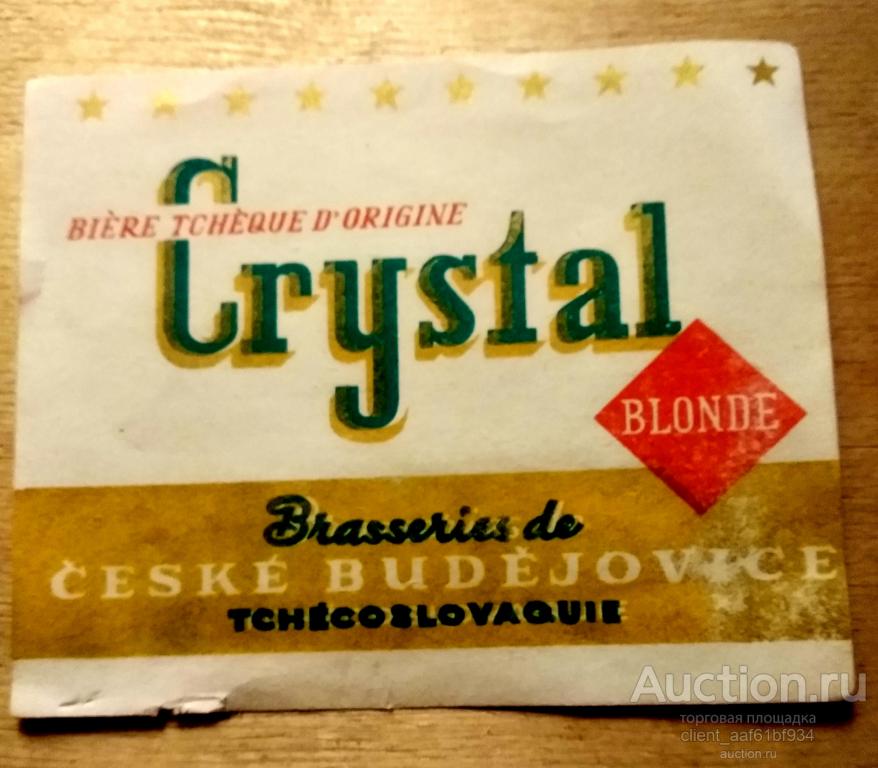 BIÈRE TCHÈQUE D'ORIGINE
Crystal
BLONDE
Brasseries de
ČESKÉ BUDĚJOVICE
TCHÉCOSLOVAQUIE
Auction.ru
торговая площадка
client_aaf61bf934
auction.ru